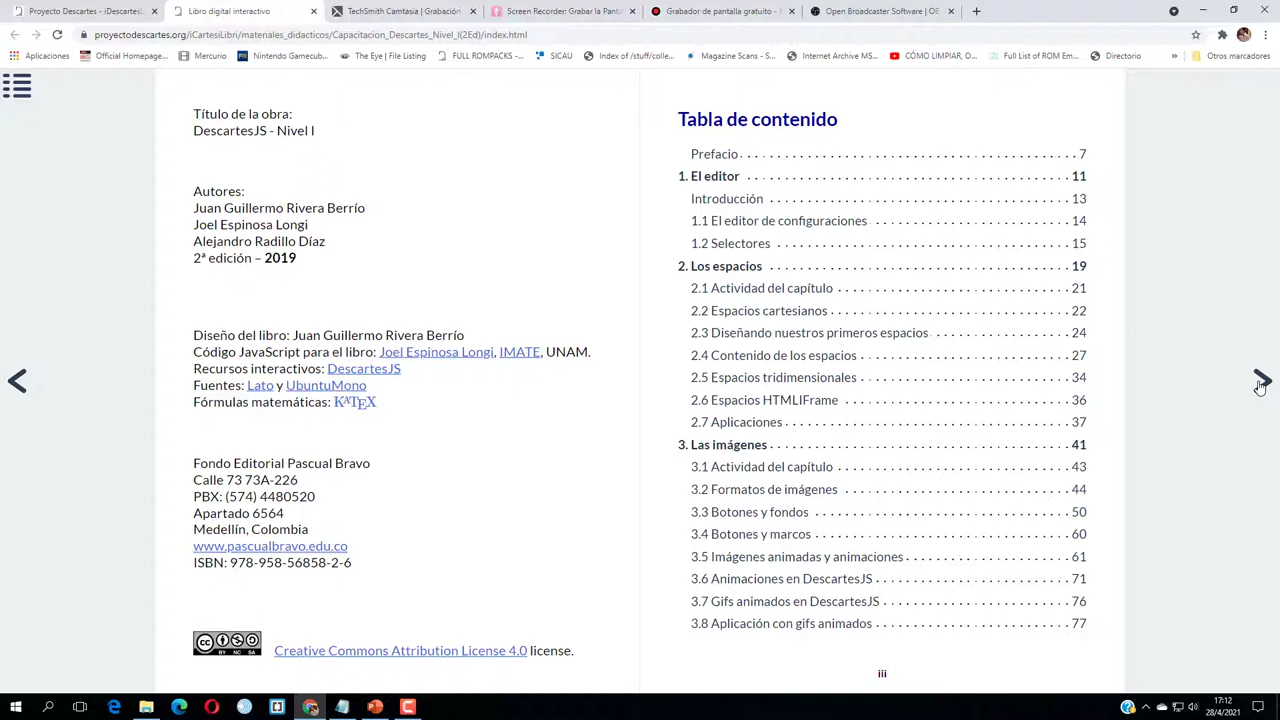 Proyecto Descartes - iDescartesl
Libro digital interactivo
TechSmith Camtasia | Grabación
Screen Recorder: Grabar la Panta
Grabador de pantalla gratuito -
Open Broadcaster Software | OB
proyectodescartes.org/iCartesiLibri/materiales_didacticos/Capacitacion_Descartes_Nivel_I(2Ed)/index.html
Aplicaciones
Official Homepage...
Mercurio
Nintendo Gamecub...
The Eye | File Listing
FULL ROMPACKS -...
SICAU
Index of /stuff/colle...
Magazine Scans - S...
Internet Archive MS...
CÓMO LIMPIAR, O...
Full List of ROM Em...
Directorio
»
Otros marcadores
Título de la obra:
DescartesJS - Nivel I
Autores:
Juan Guillermo Rivera Berrío
Joel Espinosa Longi
Alejandro Radillo Díaz
2ª edición – 2019
Diseño del libro: Juan Guillermo Rivera Berrío
Código JavaScript para el libro: Joel Espinosa Longi, IMATE, UNAM.
Recursos interactivos: DescartesJS
Fuentes: Lato y UbuntuMono
Fórmulas matemáticas: KATEX
Fondo Editorial Pascual Bravo
Calle 73 73A-226
PBX: (574) 4480520
Apartado 6564
Medellín, Colombia
www.pascualbravo.edu.co
ISBN: 978-958-56858-2-6
cc BY NC SA Creative Commons Attribution License 4.0 license.
Tabla de contenido
Prefacio 7
1. El editor 11
Introducción 13
1.1 El editor de configuraciones 14
1.2 Selectores 15
2. Los espacios 19
2.1 Actividad del capítulo 21
2.2 Espacios cartesianos 22
2.3 Diseñando nuestros primeros espacios 24
2.4 Contenido de los espacios 27
2.5 Espacios tridimensionales 34
2.6 Espacios HTMLIFrame 36
2.7 Aplicaciones 37
3. Las imágenes 41
3.1 Actividad del capítulo 43
3.2 Formatos de imágenes 44
3.3 Botones y fondos 50
3.4 Botones y marcos 60
3.5 Imágenes animadas y animaciones 61
3.6 Animaciones en DescartesJS 71
3.7 Gifs animados en DescartesJS 76
3.8 Aplicación con gifs animados 77
iii
17:12
28/4/2021